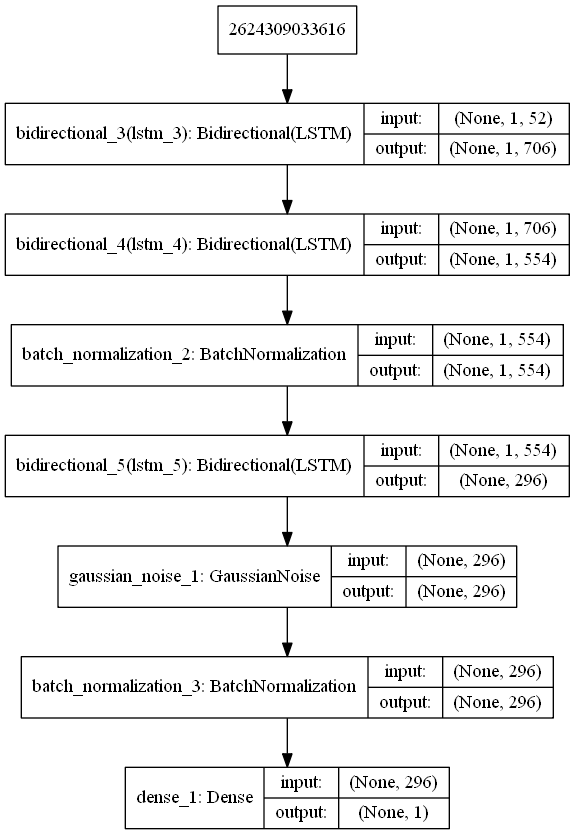 2624309033616
bidirectional_3(lstm_3): Bidirectional(LSTM)
input:
(None, 1, 52)
output:
(None, 1, 706)
bidirectional_4(lstm_4): Bidirectional(LSTM)
input:
(None, 1, 706)
output:
(None, 1, 554)
batch_normalization_2: BatchNormalization
input:
(None, 1, 554)
output:
(None, 1, 554)
bidirectional_5(lstm_5): Bidirectional(LSTM)
input:
(None, 1, 554)
output:
(None, 296)
gaussian_noise_1: GaussianNoise
input:
(None, 296)
output:
(None, 296)
batch_normalization_3: BatchNormalization
input:
(None, 296)
output:
(None, 296)
dense_1: Dense
input:
(None, 296)
output:
(None, 1)